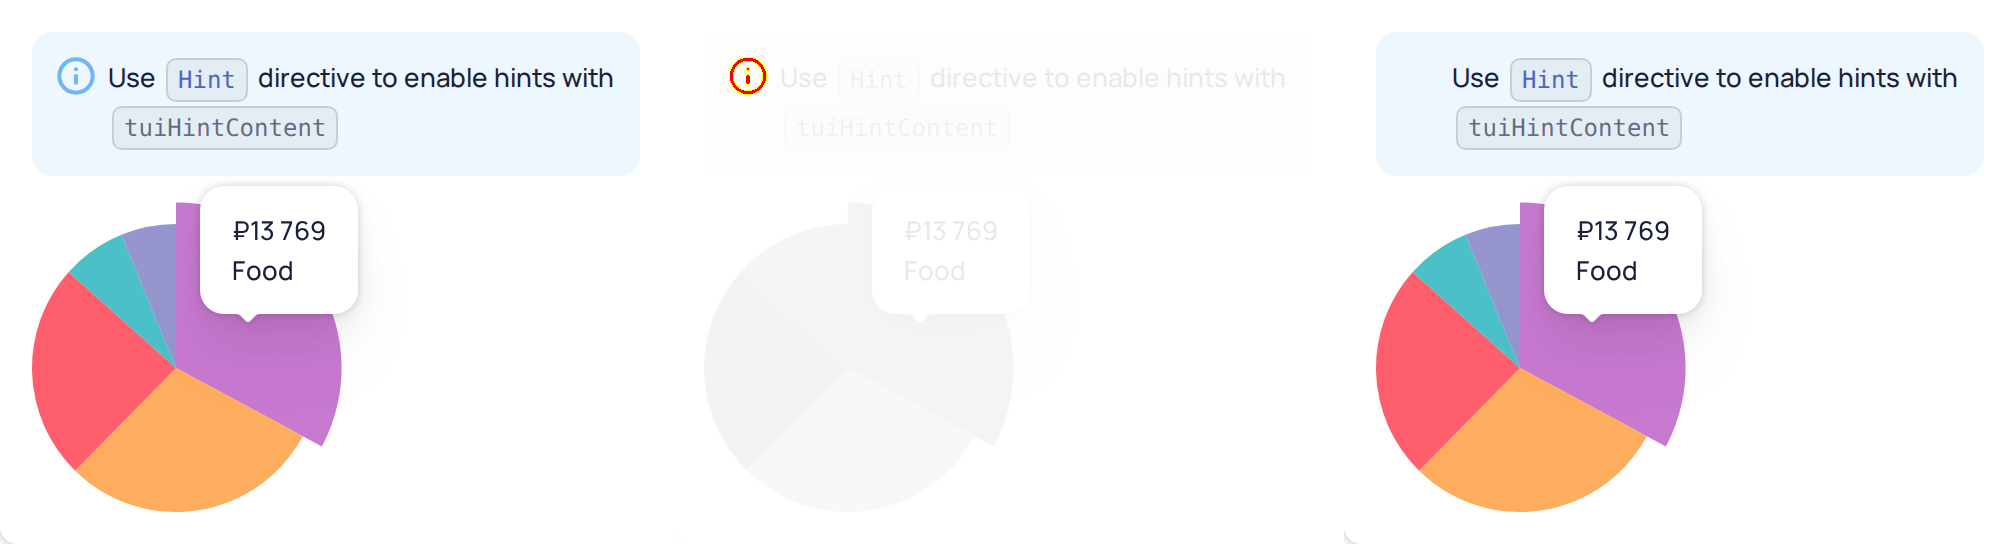 Use Hint directive to enable hints with
tuiHintContent
₽13 769
Food
Use Hint directive to enable hints with
tuiHintContent
₽13 769
Food
Use Hint directive to enable hints with
tuiHintContent
₽13 769
Food